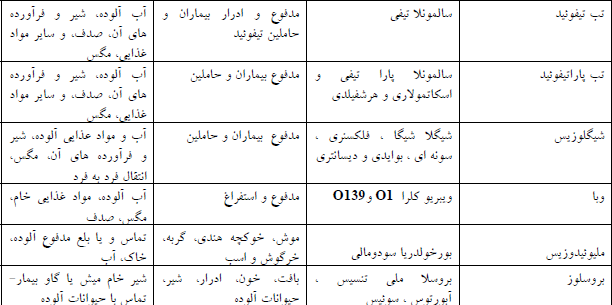 تب تیفوئید
سالمونلا تیفی
مدفوع و ادرار بیماران و
حاملین تیفوئید
آب آلوده، شیر و فرآورده
های آن، صدف، و سایر مواد
غذایی، مگس
تب پاراتیفوئید
سالمونلا پارا تیفی و
اسکاتمولاری و هرشفیلدی
مدفوع بیماران و حاملین
آب آلوده، شیر و فرآورده
های آن، صدف، و سایر مواد
غذایی، مگس
شیگلوزیس
شیگلا شیگا ، فلکسنری ،
سونه ای ، بوایدی و دیسانتری
مدفوع بیماران و حاملین
آب و مواد عذایی آلوده، شیر
و فرآورده های آن، مگس،
انتقال فرد به فرد
وبا
ویبریو کلرا O1 و O139
مدفوع و استفراغ
آب آلوده، مواد غذایی خام،
مگس، صدف
ملیوئیدوزیس
بورخولدریا سودومالی
موش، خوکچه هندی، گربه،
خرگوش و اسب
تماس و یا بلع مدفوع آلوده،
خاک، آب
بروسلوز
بروسلا ملی تنسیس ،
آبورتوس ، سوئیس
بافت، خون، ادرار، شیر،
حیوانات آلوده
شیر خام میش یا گاو بیمار-
تماس با حیوانات آلوده